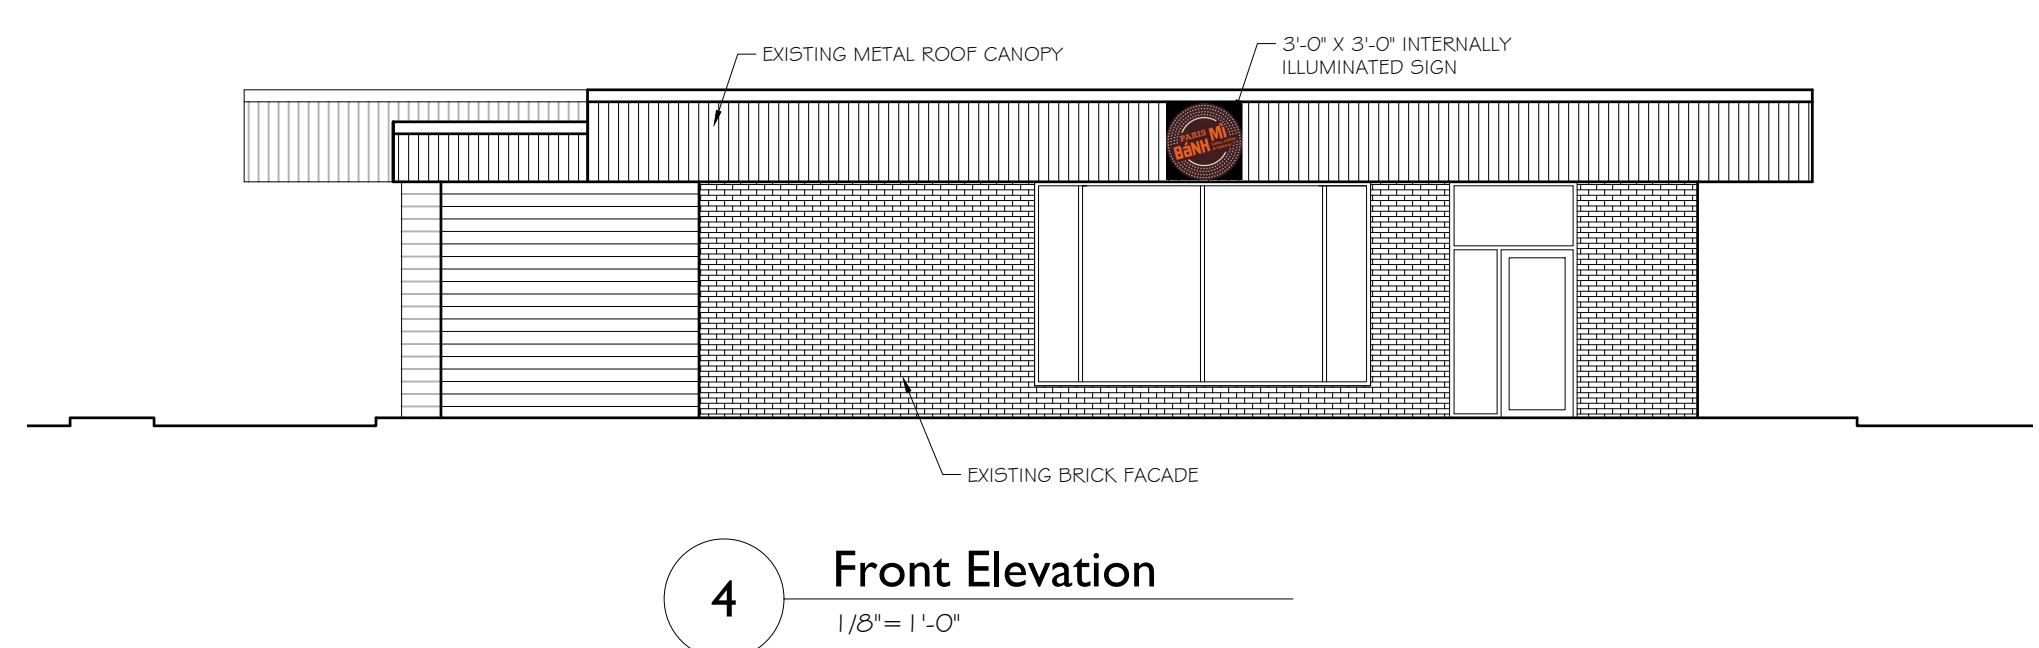 EXISTING METAL ROOF CANOPY
3'-0" X 3'-0" INTERNALLY
ILLUMINATED SIGN
PARIS
BáNH Mì
EXISTING BRICK FACADE
4
Front Elevation
1/8"= 1'-0"